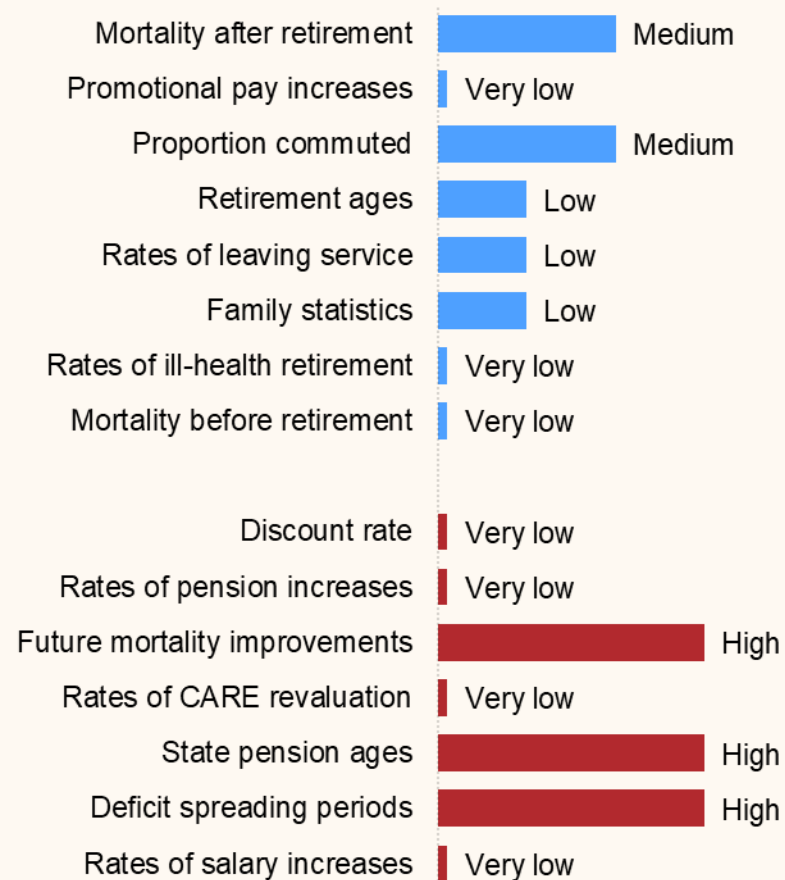 Mortality after retirement Medium
Promotional pay increases Very low
Proportion commuted Medium
Retirement ages Low
Rates of leaving service Low
Family statistics Low
Rates of ill-health retirement Very low
Mortality before retirement Very low
Discount rate Very low
Rates of pension increases Very low
Future mortality improvements High
Rates of CARE revaluation Very low
State pension ages High
Deficit spreading periods High
Rates of salary increases Very low